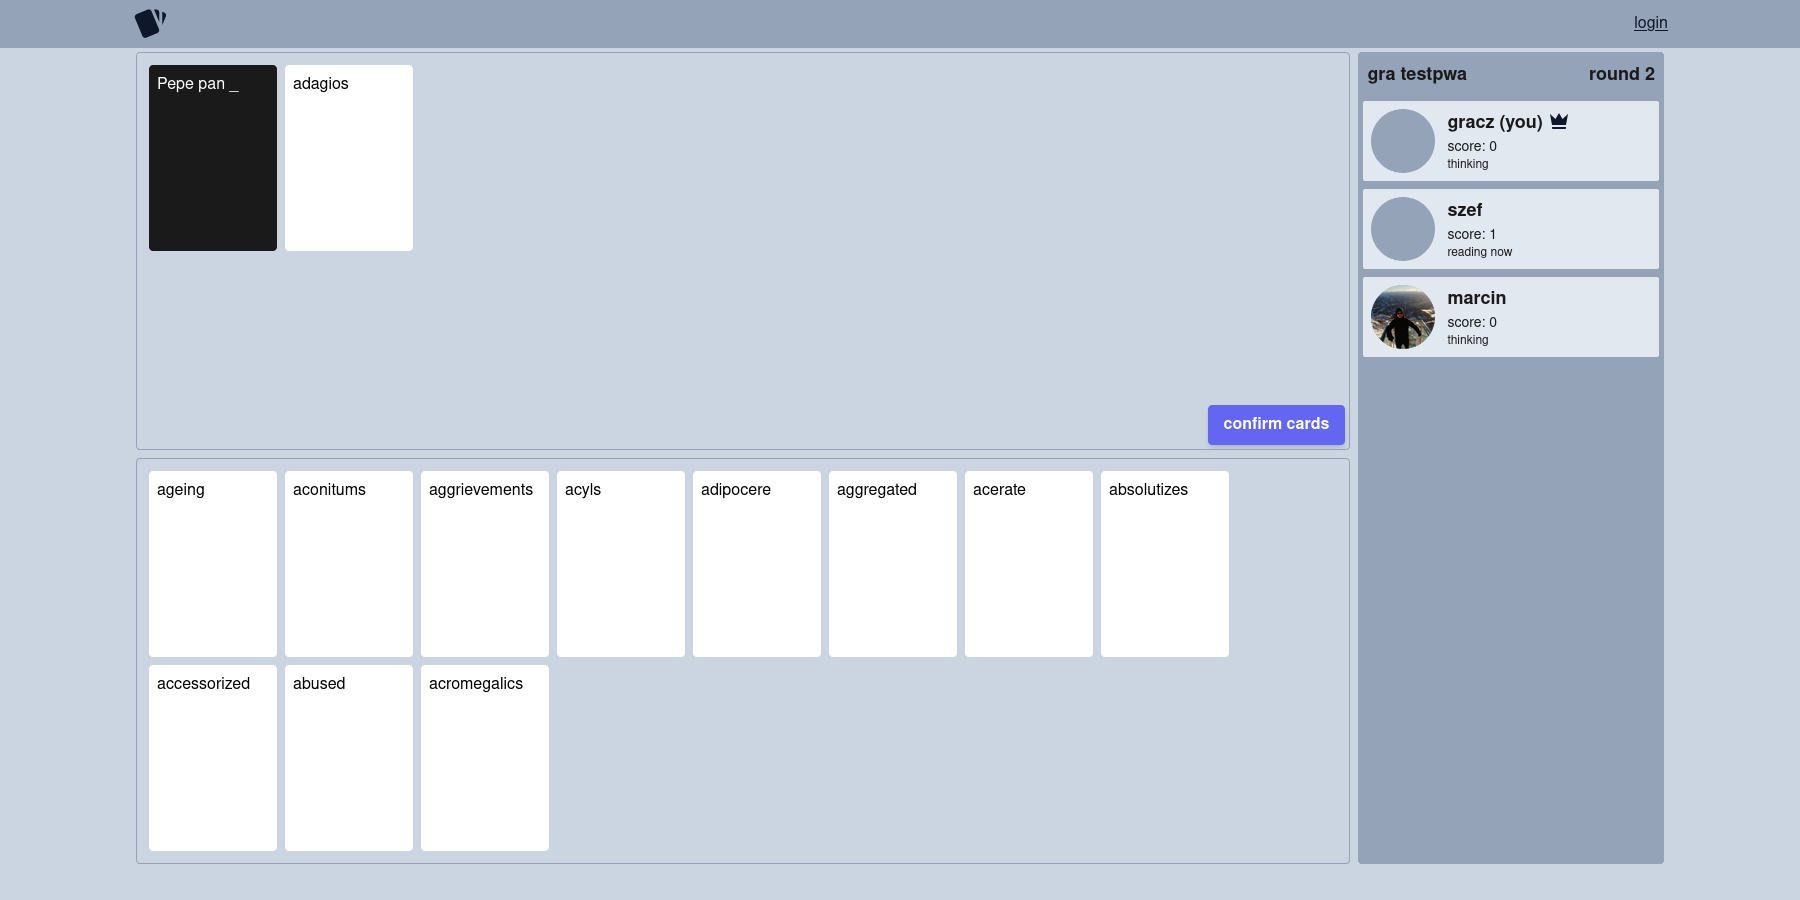 login
Pepe pan _
adagios
confirm cards
ageing
aconitums
aggrievements
acyls
adipocere
aggregated
acerate
absolutizes
accessorized
abused
acromegalics
gra testpwa
round 2
gracz (you)
score: 0
thinking
szef
score: 1
reading now
marcin
score: 0
thinking